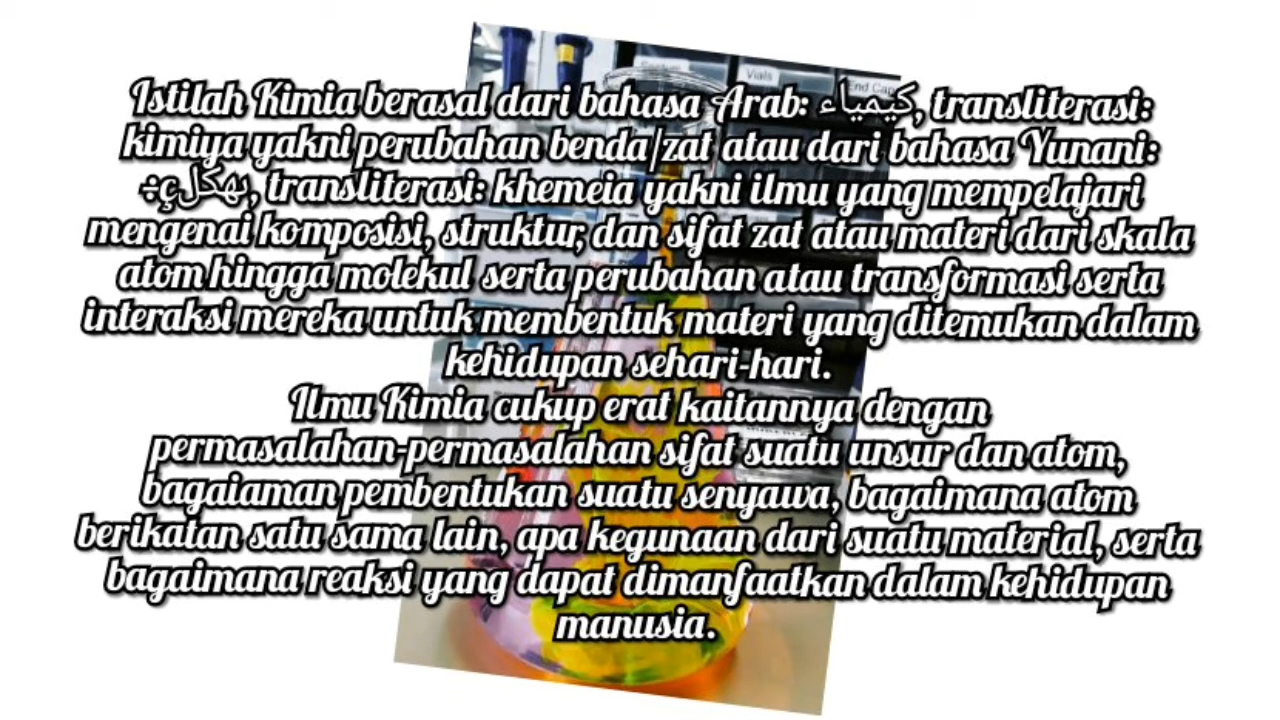 Vials
End Cap
Istilah Kimia berasal dari bahasa Arab: كيمياء, transliterasi:
kimiya yakni perubahan benda/zat atau dari bahasa Yunani:
transliterasi: khemeia yakni ilmu yang mempelajari
mengenai komposisi, struktur, dan sifat zat atau materi dari skala
atom hingga molekul serta perubahan atau transformasi serta
interaksi mereka untuk membentuk materi yang ditemukan dalam
kehidupan sehari-hari.
Ilmu Kimia cukup erat kaitannya dengan
permasalahan-permasalahan sifat suatu unsur dan atom,
bagaiaman pembentukan suatu senyawa, bagaimana atom
berikatan satu sama lain, apa kegunaan dari suatu material, serta
bagaimana reaksi yang dapat dimanfaatkan dalam kehidupan
manusia.